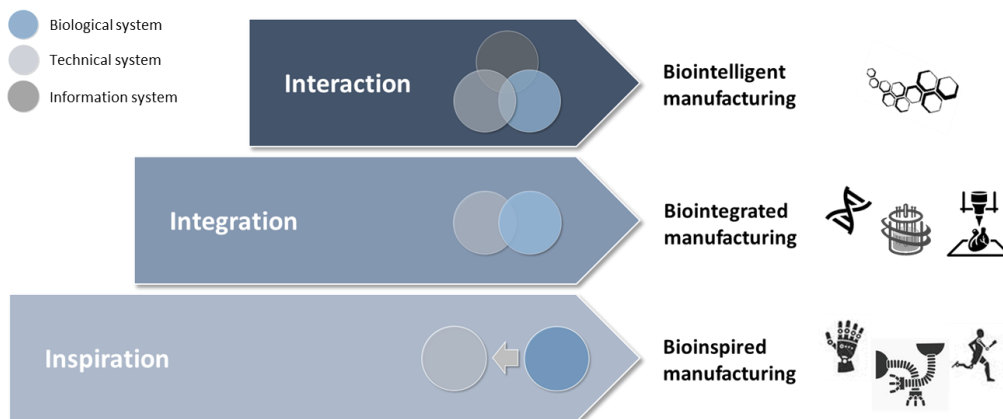 Biological system
Technical system
Information system
Interaction
Biointelligent
manufacturing
Integration
Biointegrated
manufacturing
Inspiration
Bioinspired
manufacturing